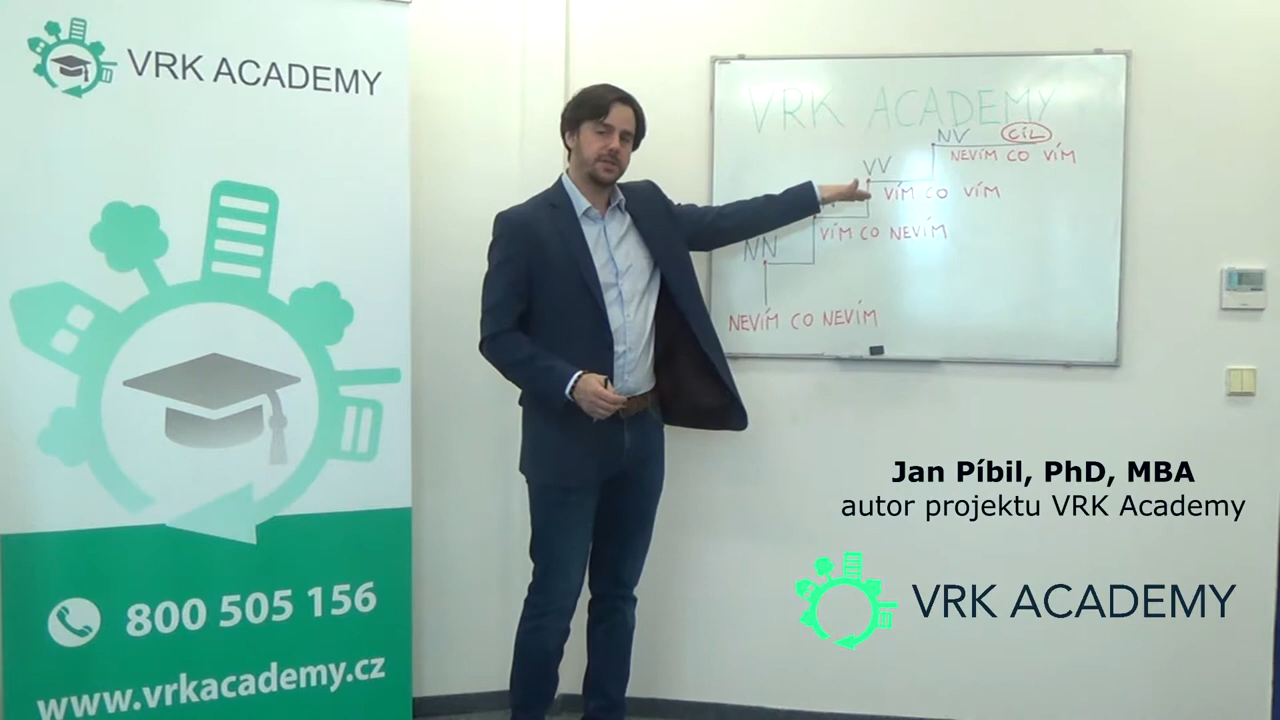 VRK ACADEMY
800 505 156
www.vrkacademy.cz
VRK ACADEMY
NV CÍL
NEVÍM CO VÍM
VV
VÍM CO VÍM
VÍM CO NEVÍM
NN
NEVÍM CO NEVÍM
Jan Píbil, PhD, MBA
autor projektu VRK Academy
VRK ACADEMY